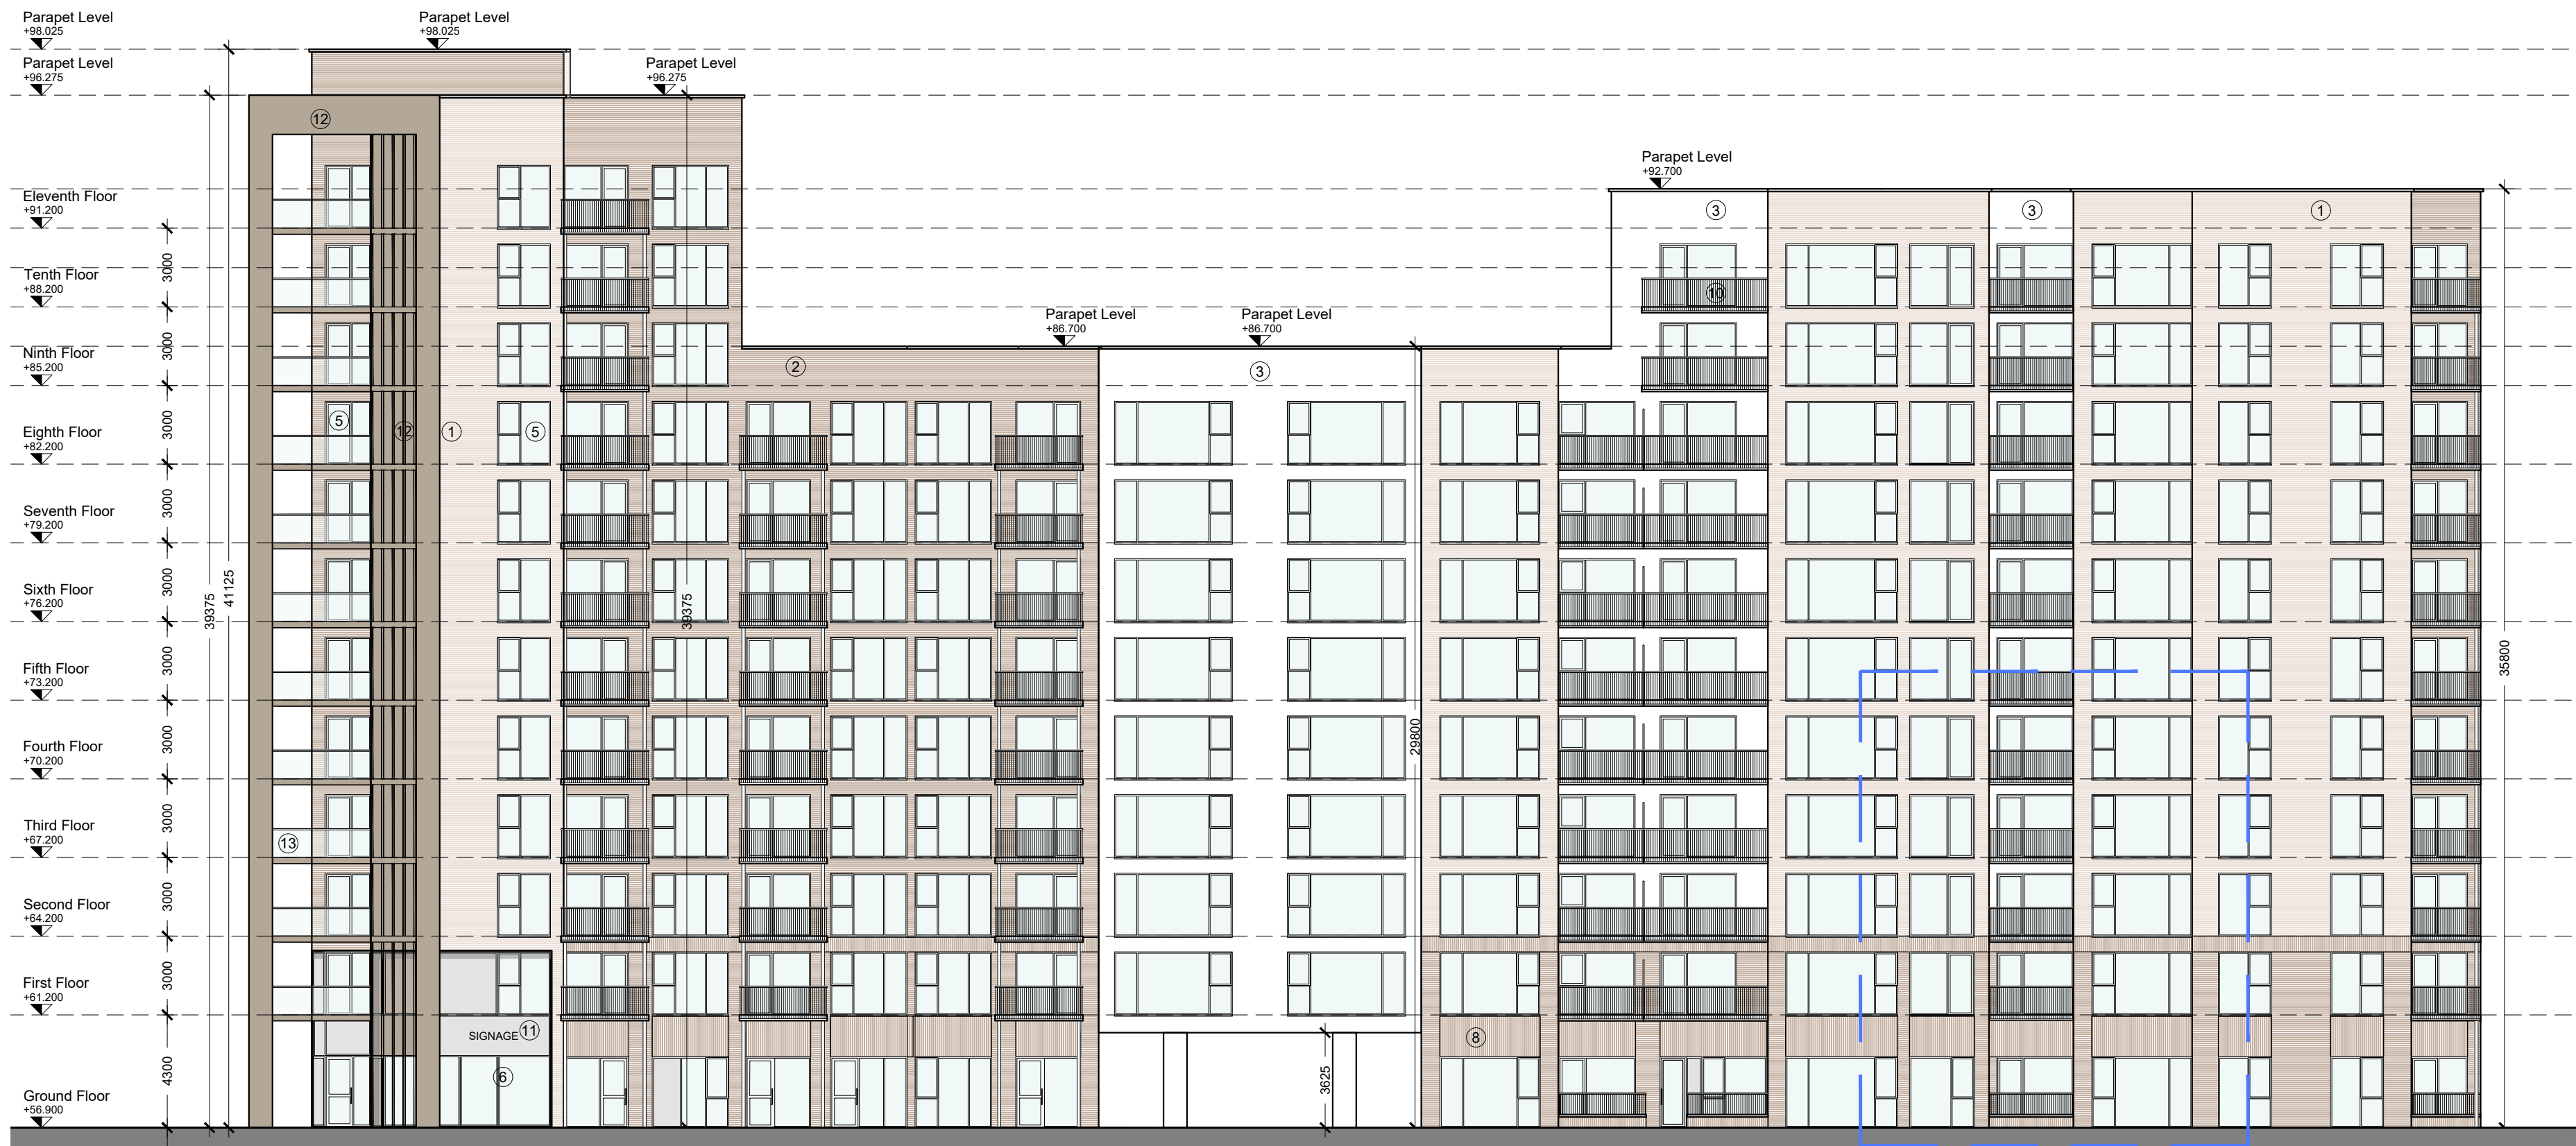 Parapet Level
+98.025
Parapet Level
+98.025
Parapet Level
+96.275
Parapet Level
+96.275
12
Parapet Level
+92.700
Eleventh Floor
+91.200
3
3
1
3000
Tenth Floor
+88.200
10
3000
Parapet Level
+86.700
Parapet Level
+86.700
Ninth Floor
+85.200
2
3
3000
5
12
1
5
Eighth Floor
+82.200
3000
Seventh Floor
+79.200
3000
Sixth Floor
+76.200
39375
41125
39375
3000
Fifth Floor
+73.200
35800
3000
Fourth Floor
+70.200
29800
3000
Third Floor
+67.200
13
3000
Second Floor
+64.200
3000
First Floor
+61.200
SIGNAGE
11
8
4300
6
3625
Ground Floor
+56.900